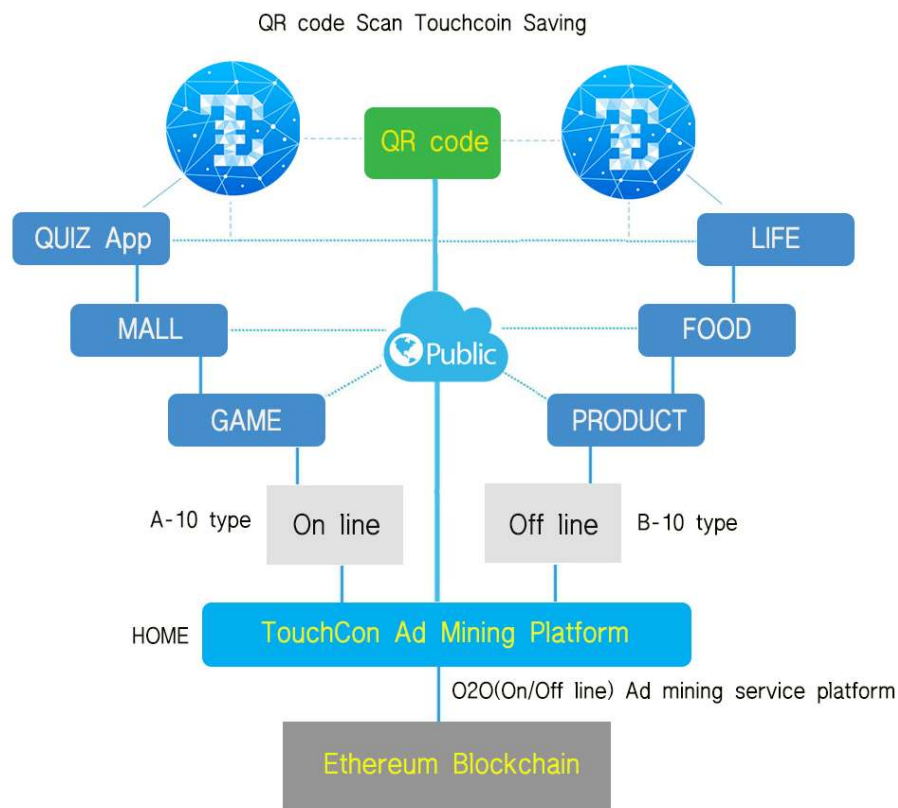 QR code Scan Touchcoin Saving
QR code
QUIZ App
LIFE
MALL
Public
FOOD
GAME
PRODUCT
A-10 type
On line
Off line
B-10 type
HOME
TouchCon Ad Mining Platform
O2O(On/Off line) Ad mining service platform
Ethereum Blockchain